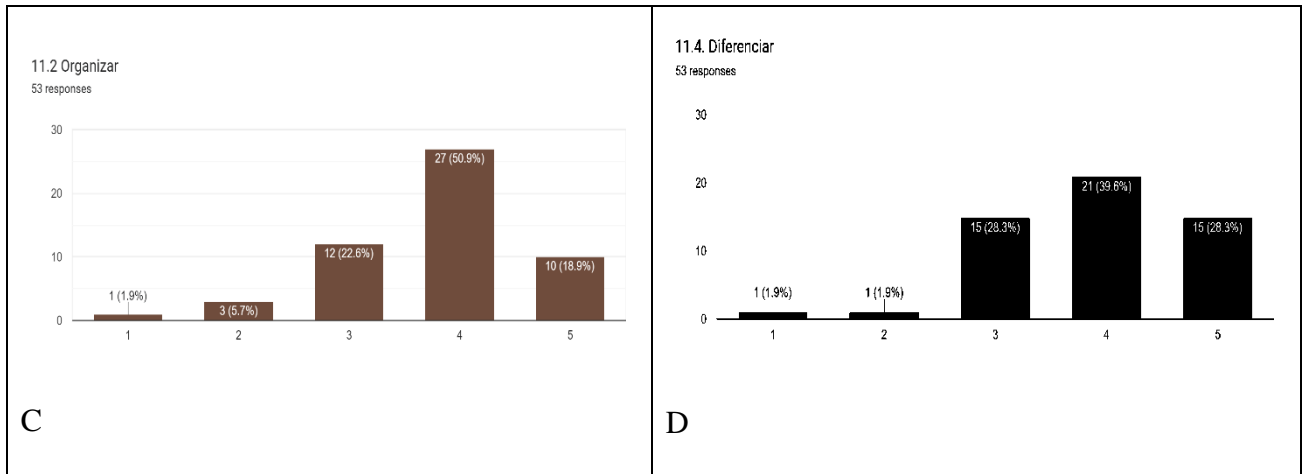 11.2 Organizar
53 responses
30
20
10
0
1 (1.9%)
3 (5.7%)
12 (22.6%)
27 (50.9%)
10 (18.9%)
1 2 3 4 5
C
11.4. Diferenciar
53 responses
30
20
10
0
1 (1.9%)
1 (1.9%)
15 (28.3%)
21 (39.6%)
15 (28.3%)
1 2 3 4 5
D